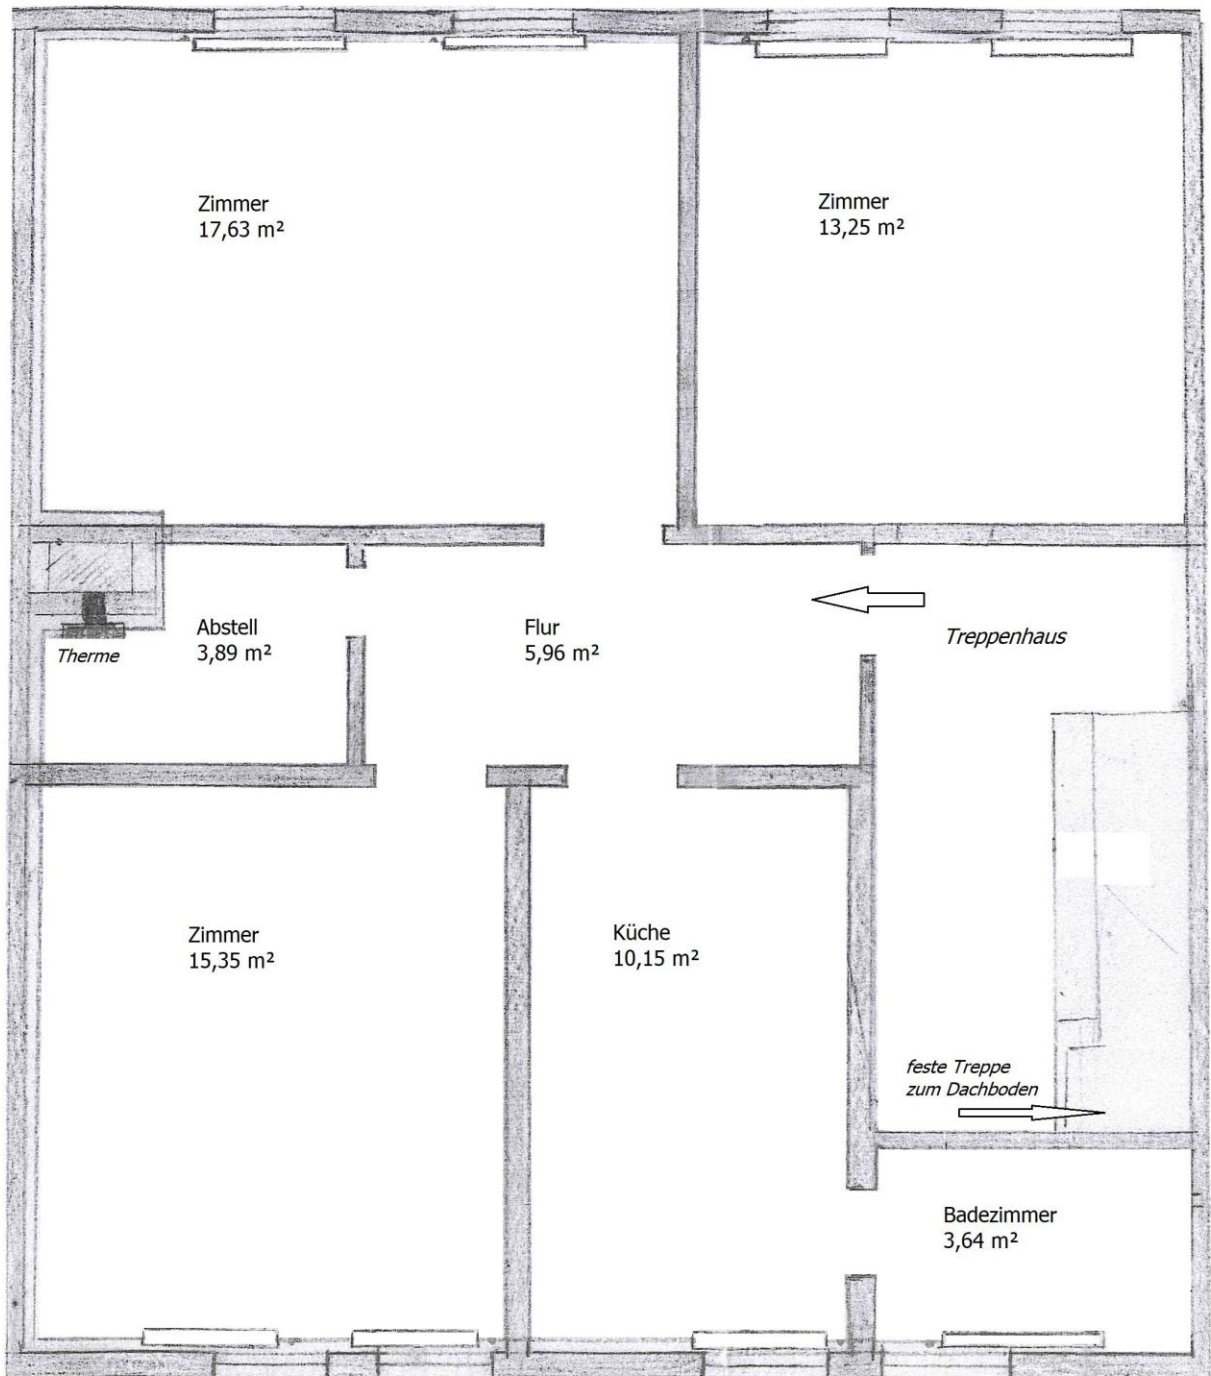 Zimmer
17,63 m²
Zimmer
13,25 m²
Abstell
3,89 m²
Therme
Flur
5,96 m²
Treppenhaus
Zimmer
15,35 m²
Küche
10,15 m²
feste Treppe
zum Dachboden
Badezimmer
3,64 m²